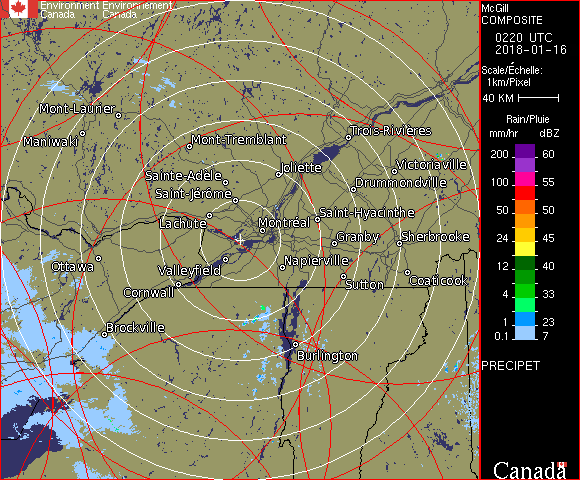 Environment Environnement
Canada Canada
McGill
COMPOSITE
0220 UTC
2018-01-16
Scale/Échelle:
1km/Pixel
40 KM
Rain/Pluie
mm/hr dBZ
200 60
150 57
100 55
50 50
24 45
12 40
4 33
1 23
0.1 7
PRECIPET
Canada
Mont-Laurier
Maniwaki
Mont-Tremblant
Trois-Rivières
Joliette
Victoriaville
Sainte-Adèle
Drummondville
Saint-Jérôme
Lachute
Saint-Hyacinthe
Montréal
Granby
Sherbrooke
Ottawa
Valleyfield
Napierville
Cornwall
Sutton
Coaticook
Brockville
Burlington